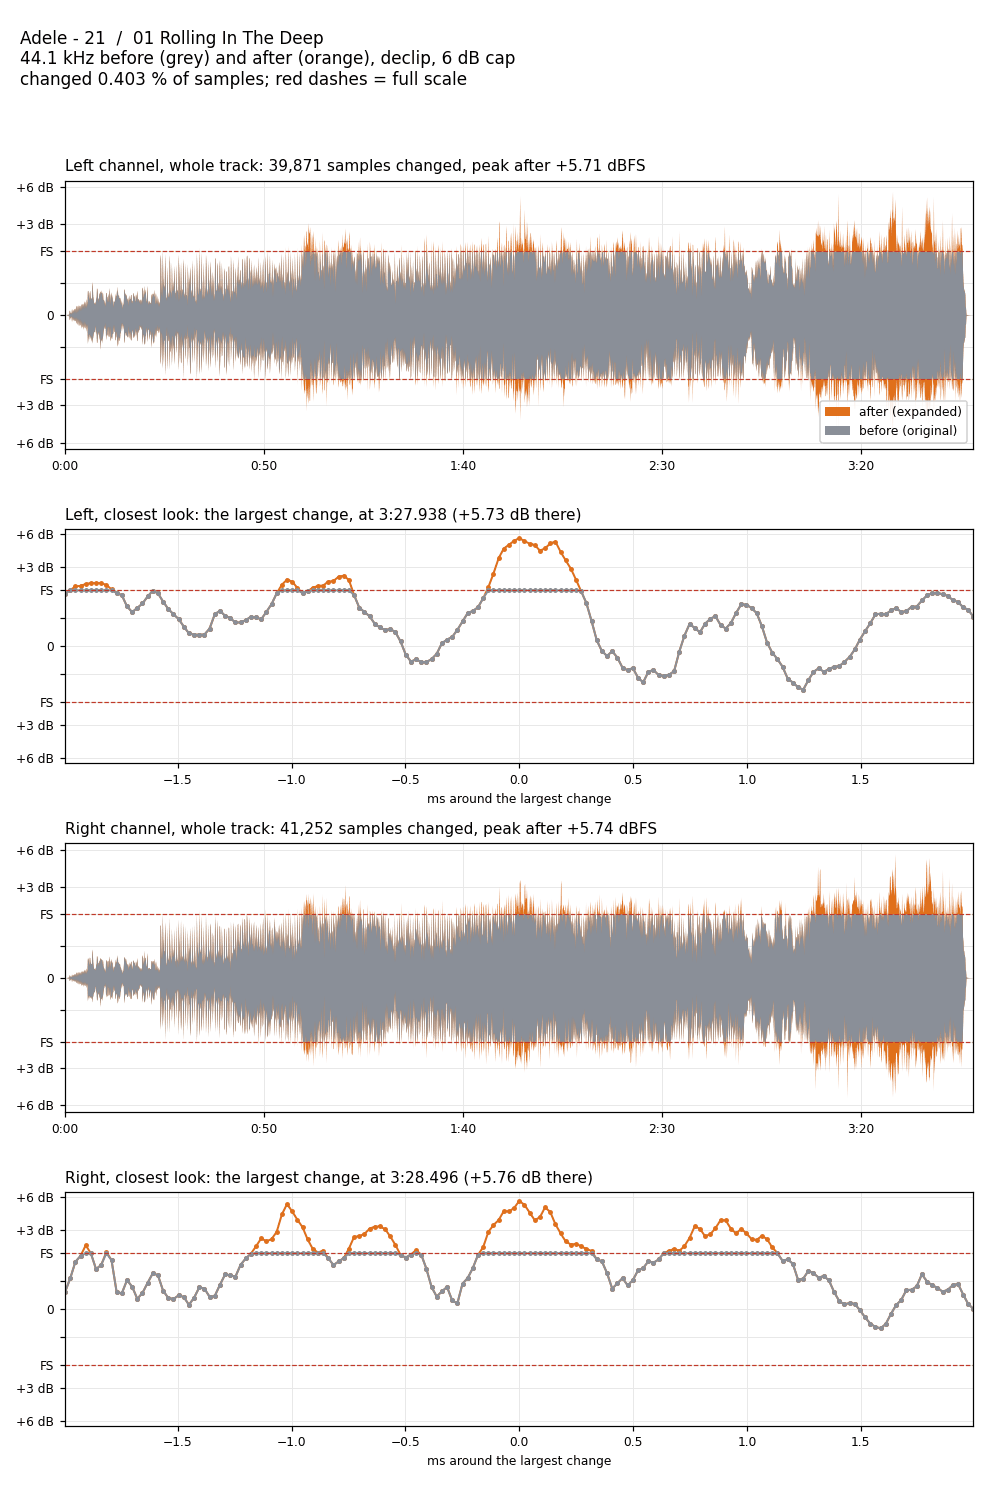 Adele - 21  /  01 Rolling In The Deep
44.1 kHz before (grey) and after (orange), declip, 6 dB cap
changed 0.403 % of samples; red dashes = full scale
Left channel, whole track: 39,871 samples changed, peak after +5.71 dBFS
+6 dB
+3 dB
FS
0
FS
+3 dB
+6 dB
after (expanded)
before (original)
0:00 0:50 1:40 2:30 3:20
Left, closest look: the largest change, at 3:27.938 (+5.73 dB there)
+6 dB
+3 dB
FS
0
FS
+3 dB
+6 dB
−1.5 −1.0 −0.5 0.0 0.5 1.0 1.5
ms around the largest change
Right channel, whole track: 41,252 samples changed, peak after +5.74 dBFS
+6 dB
+3 dB
FS
0
FS
+3 dB
+6 dB
0:00 0:50 1:40 2:30 3:20
Right, closest look: the largest change, at 3:28.496 (+5.76 dB there)
+6 dB
+3 dB
FS
0
FS
+3 dB
+6 dB
−1.5 −1.0 −0.5 0.0 0.5 1.0 1.5
ms around the largest change